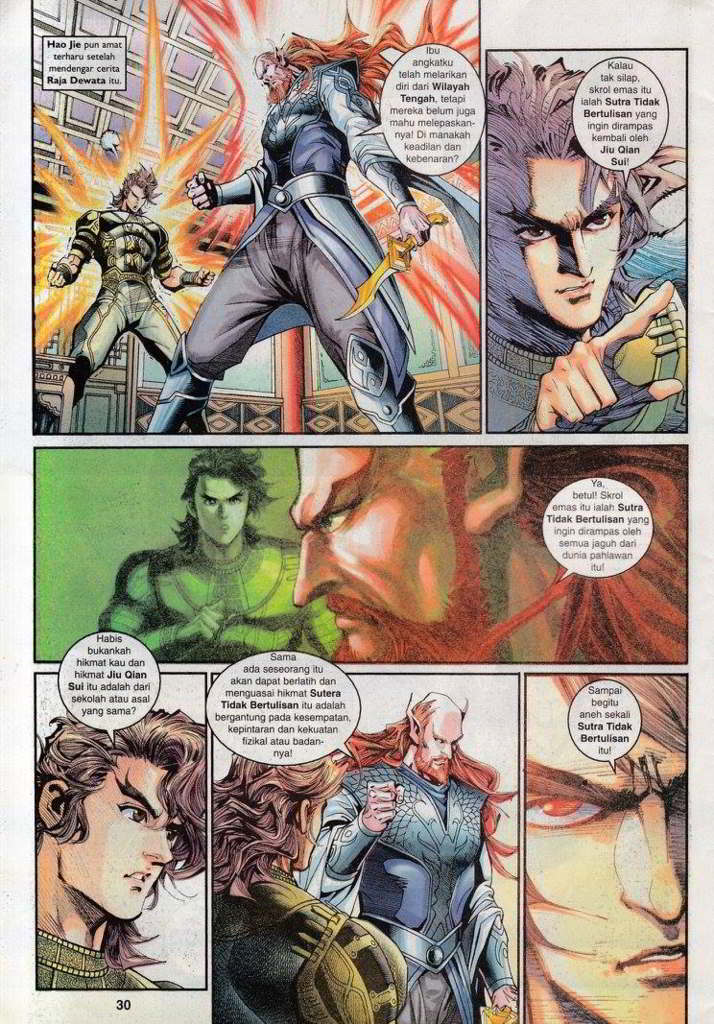 Hao Jie pun amat
terharu setelah
mendengar cerita
Raja Dewata itu.
Ibu
angkatku
telah melarikan
diri dari Wilayah
Tengah, tetapi
mereka belum juga
mahu melepaskan-
nya! Di manakah
keadilan dan
kebenaran?
Kalau
tak silap,
skrol emas itu
ialah Sutra Tidak
Bertulisan yang
ingin dirampas
kembali oleh
Jiu Qian
Sui!
Ya,
betul! Skrol
emas itu ialah Sutra
Tidak Bertulisan yang
ingin dirampas oleh
semua jaguh dari
dunia pahlawan
itu!
Habis
bukankah
hikmat kau dan
hikmat Jiu Qian
Sui itu adalah dari
sekolah atau asal
yang sama?
Sama
ada seseorang itu
akan dapat berlatih dan
menguasai hikmat Sutera
Tidak Bertulisan itu adalah
bergantung pada kesempatan,
kepintaran dan kekuatan
fizikal atau badan-
nya!
Sampai
begitu
aneh sekali
Sutra Tidak
Bertulisan
itu!
30